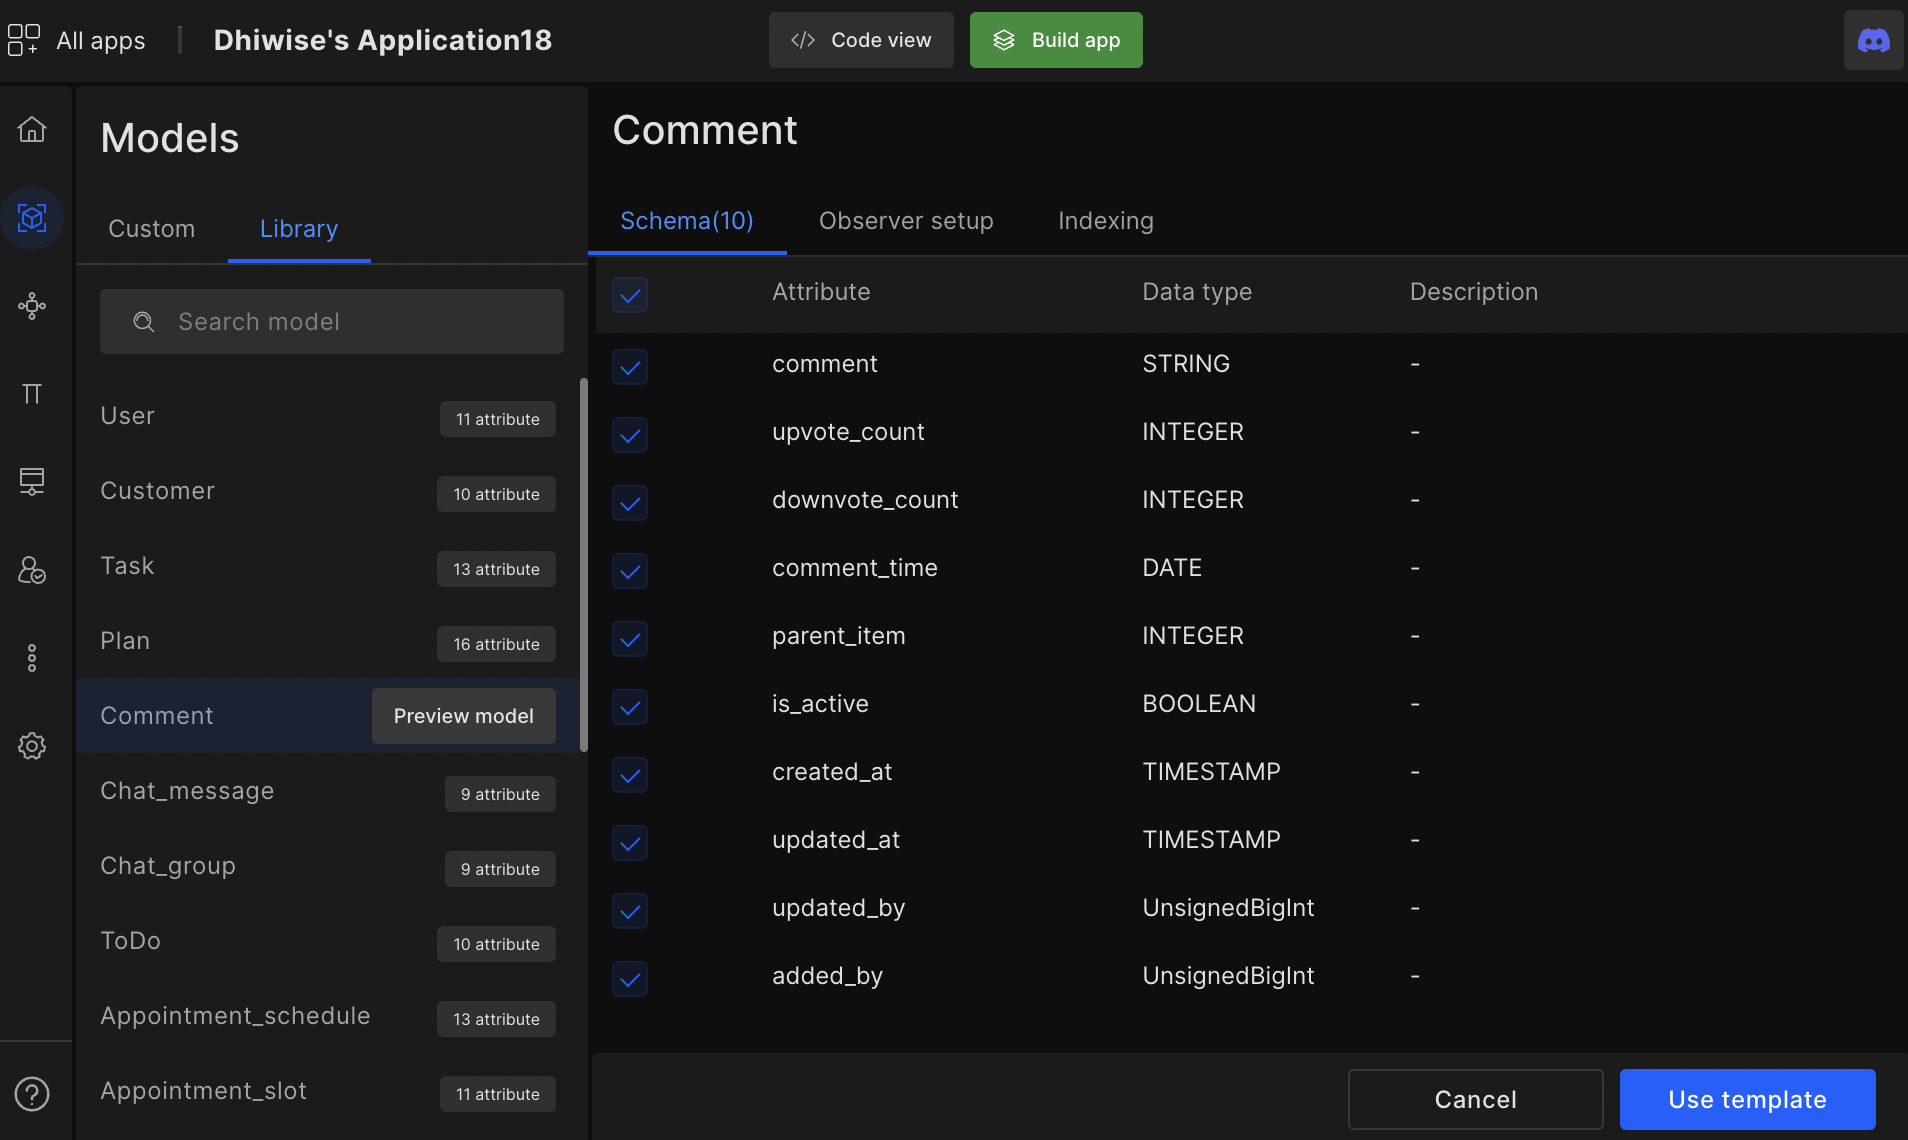 All apps
Dhiwise's Application18
Code view
Build app
Models
Custom
Library
Search model
User
11 attribute
Customer
10 attribute
Task
13 attribute
Plan
16 attribute
Comment
Preview model
Chat_message
9 attribute
Chat_group
9 attribute
ToDo
10 attribute
Appointment_schedule
13 attribute
Appointment_slot
11 attribute
Comment
Schema(10)
Observer setup
Indexing
Attribute Data type Description
comment STRING -
upvote_count INTEGER -
downvote_count INTEGER -
comment_time DATE -
parent_item INTEGER -
is_active BOOLEAN -
created_at TIMESTAMP -
updated_at TIMESTAMP -
updated_by UnsignedBigInt -
added_by UnsignedBigInt -
Cancel
Use template